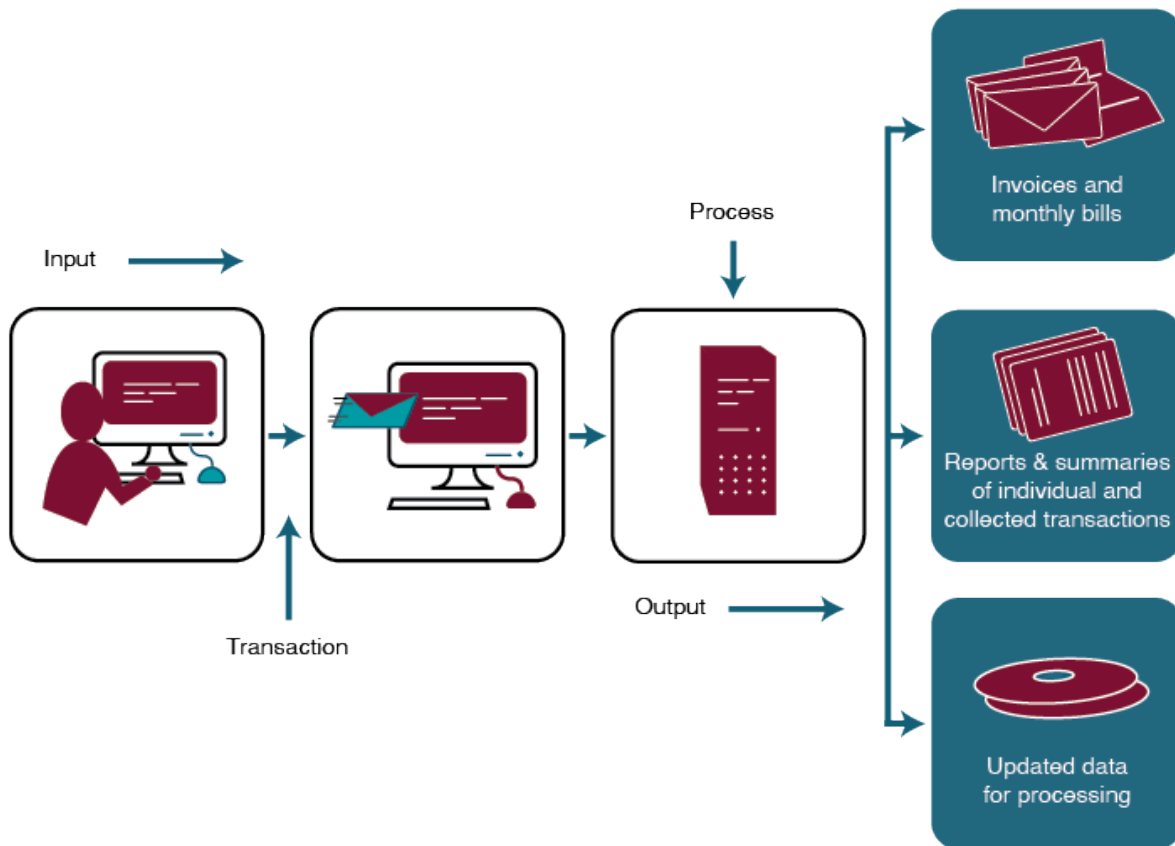 Input
Transaction
Process
Output
Invoices and
monthly bills
Reports & summaries
of individual and
collected transactions
Updated data
for processing